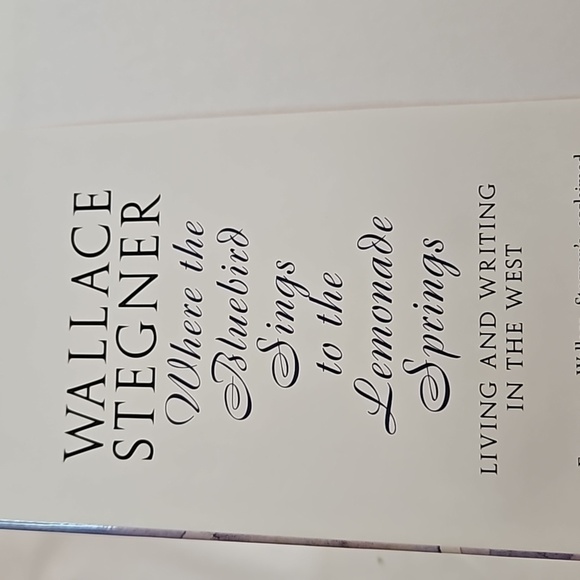 WALLACE
STEGNER
Where the
Bluebird
Sings
to the
Lemonade
Springs
LIVING AND WRITING
IN THE WEST